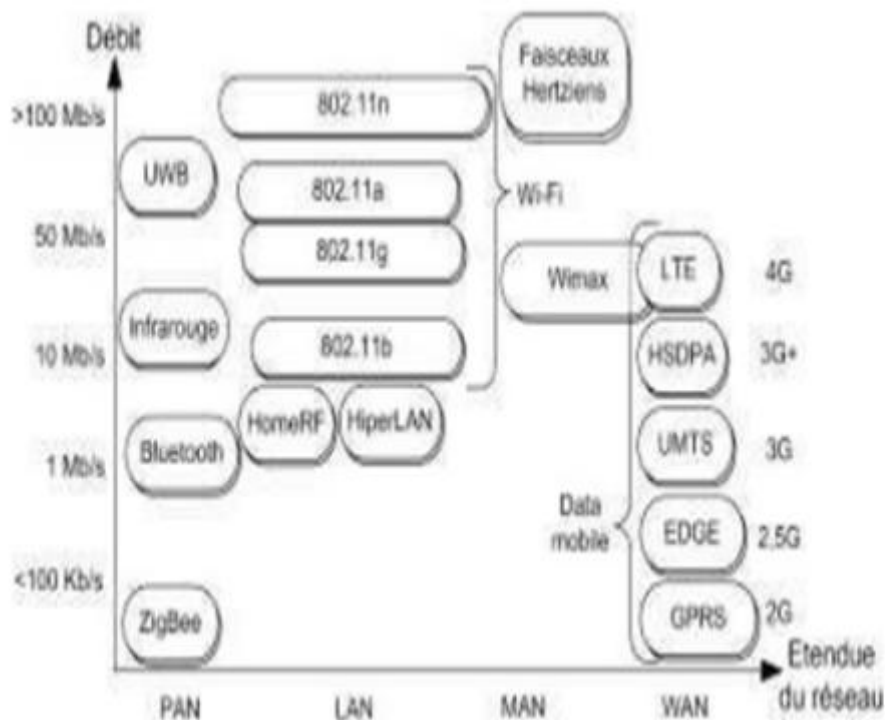 Débit
Faisceaux
Hertziens
>100 Mb/s
802.11n
UWB
802.11a
Wi-Fi
50 Mb/s
802.11g
Wimax
LTE
4G
Infrarouge
10 Mb/s
802.11b
HSDPA
3G+
HomeRF
HiperLAN
Bluetooth
1 Mb/s
UMTS
3G
Data
mobile
EDGE
2,5G
<100 Kb/s
ZigBee
GPRS
2G
Etendue
du réseau
PAN
LAN
MAN
WAN